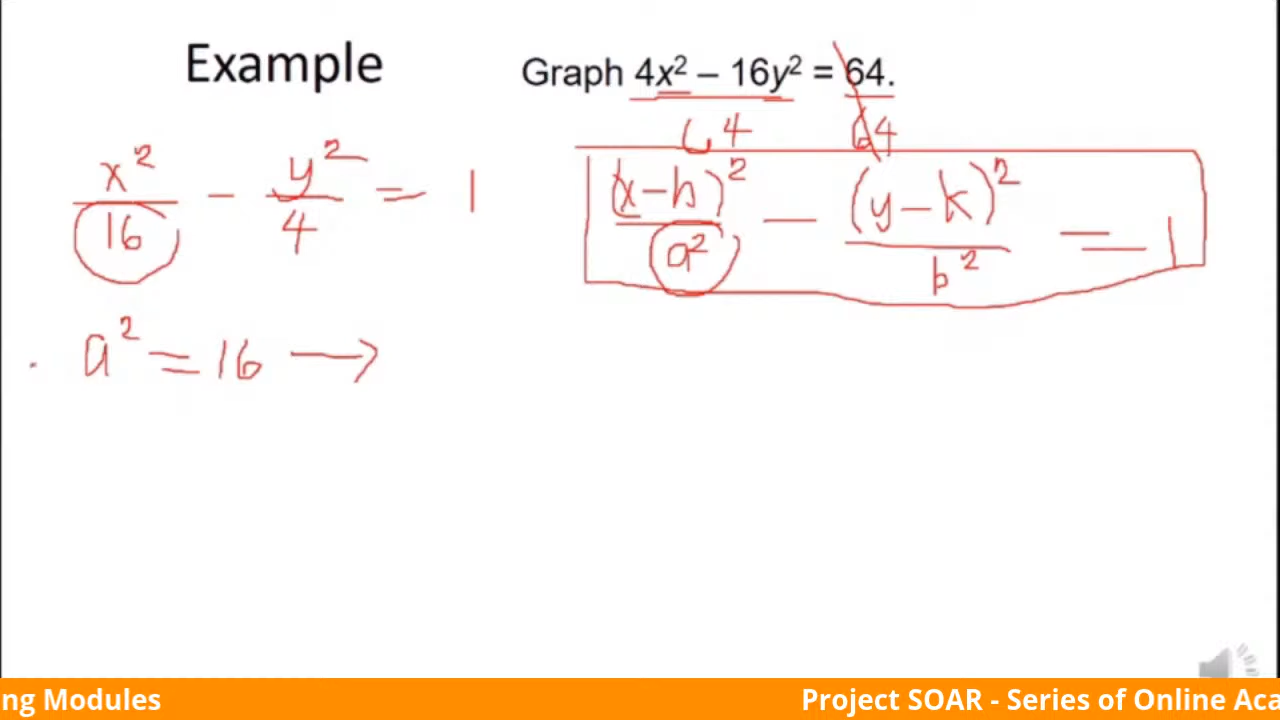 Example
Graph 4x² – 16y² = 64.
64 64
x²/16 - y²/4 = 1
(x-h)²/a² - (y-k)²/b² = 1
a² = 16 →
ng Modules Project SOAR - Series of Online Aca